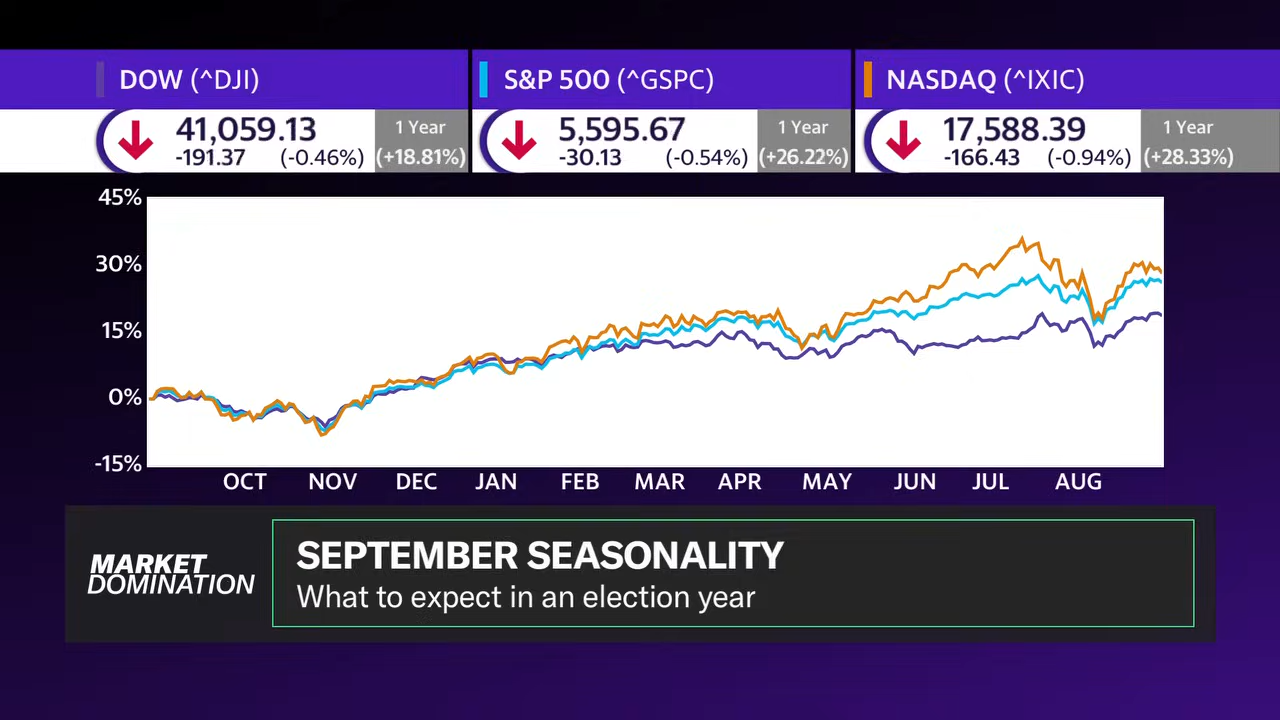 DOW (^DJI)
41,059.13
-191.37 (-0.46%)
1 Year
(+18.81%)
S&P 500 (^GSPC)
5,595.67
-30.13 (-0.54%)
1 Year
(+26.22%)
NASDAQ (^IXIC)
17,588.39
-166.43 (-0.94%)
1 Year
(+28.33%)
45%
30%
15%
0%
-15%
OCT NOV DEC JAN FEB MAR APR MAY JUN JUL AUG
MARKET
DOMINATION
SEPTEMBER SEASONALITY
What to expect in an election year